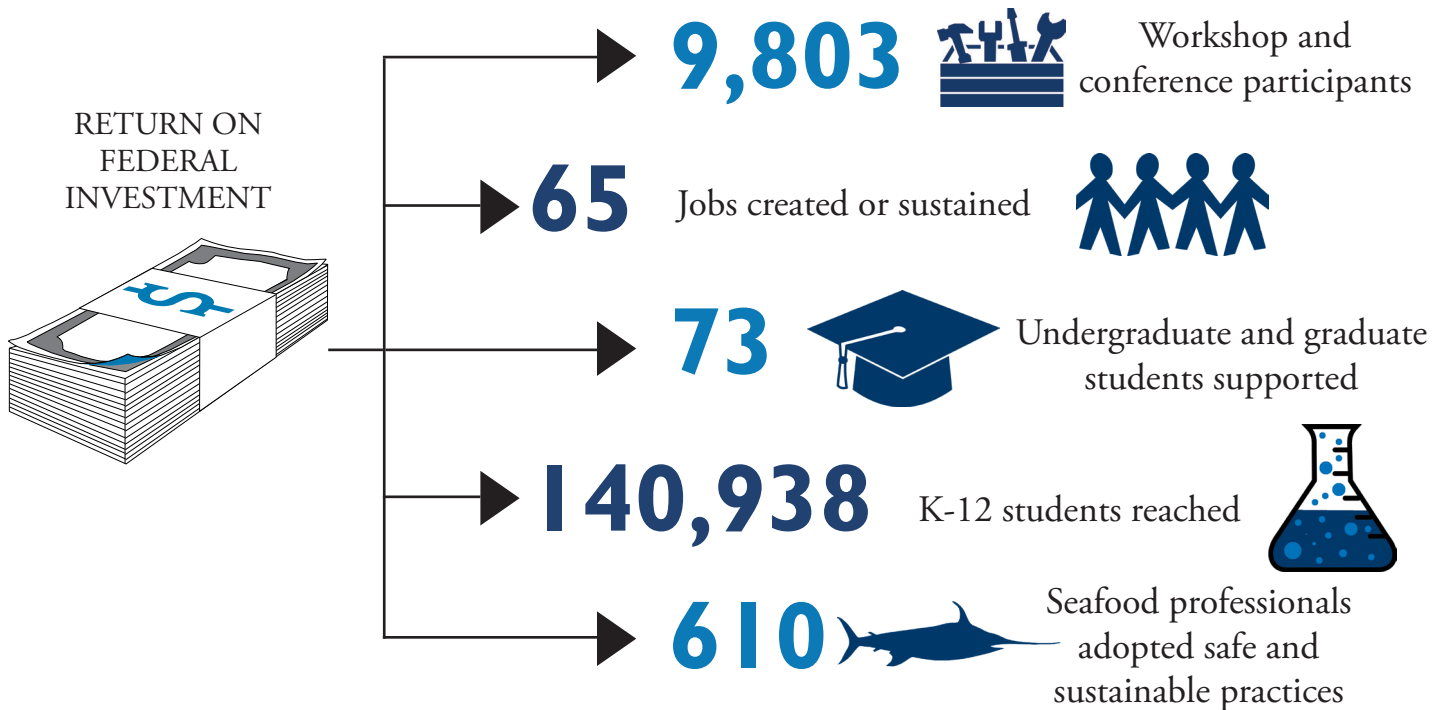 RETURN ON
FEDERAL
INVESTMENT
$
9,803
Workshop and
conference participants
65
Jobs created or sustained
73
Undergraduate and graduate
students supported
140,938
K-12 students reached
610
Seafood professionals
adopted safe and
sustainable practices